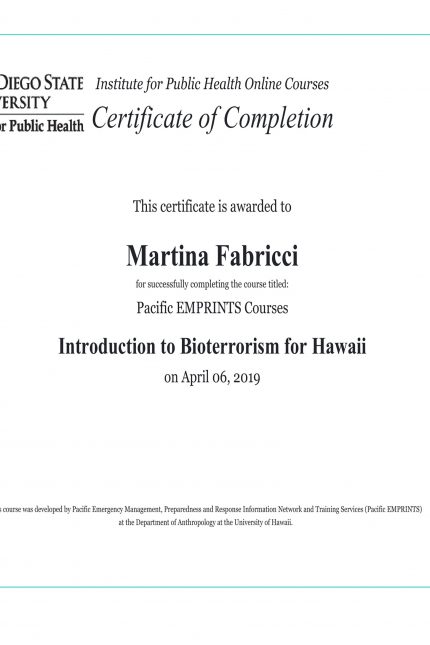 DIEGO STATE
Institute for Public Health Online Courses
Certificate of Completion
for Public Health
This certificate is awarded to
Martina Fabricci
for successfully completing the course titled:
Pacific EMPRINTS Courses
Introduction to Bioterrorism for Hawaii
on April 06, 2019
course was developed by Pacific Emergency Management, Preparedness and Response Information Network and Training Services (Pacific EMPRINTS)
at the Department of Anthropology at the University of Hawaii.